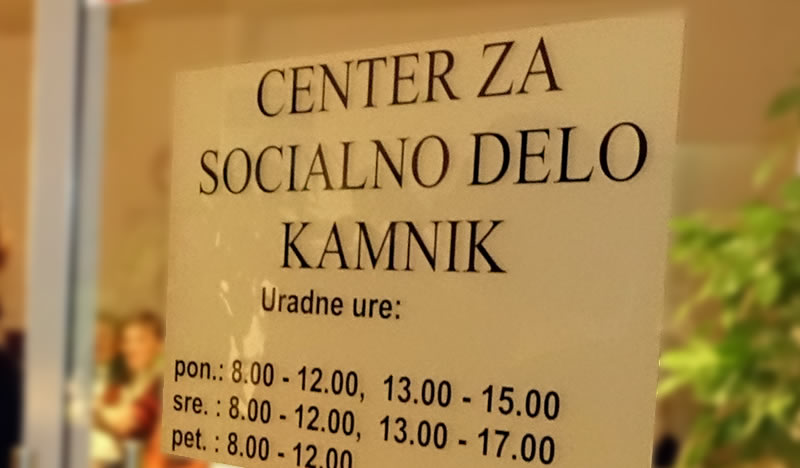 CENTER ZA
SOCIALNO DELO
KAMNIK
Uradne ure:
pon.: 8.00 - 12.00, 13.00 - 15.00
sre. : 8.00 - 12.00, 13.00 - 17.00
pet. : 8.00 - 12.00